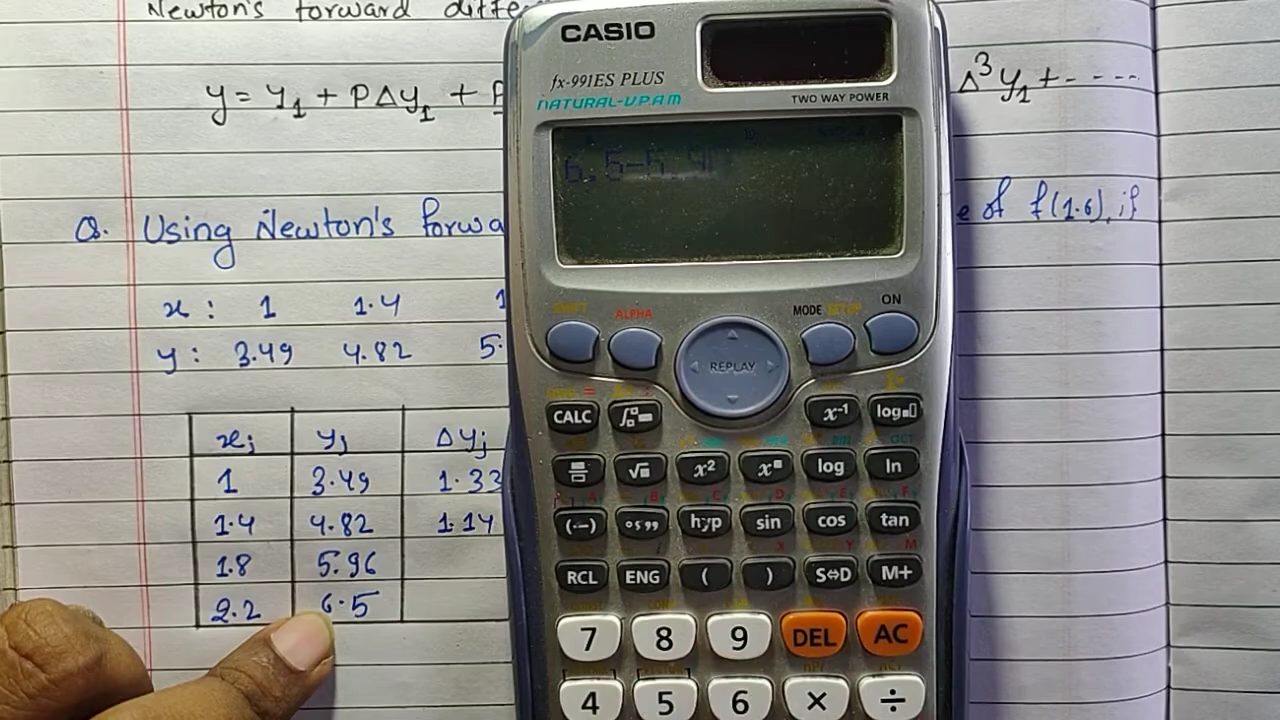 Newton's forward diffe
y = y₁ + PΔy₁ + P
Δ³y₁ + ----
Q. Using Newton's forwa
e of f(1.6), if
x : 1 1.4 1
y : 3.49 4.82 5.
xj yj Δyj
1 3.49 1.33
1.4 4.82 1.14
1.8 5.96
2.2 6.5
CASIO
fx-991ES PLUS
NATURAL-V.P.A.M.
TWO WAY POWER
6.5-5.
SHIFT ALPHA MODE SETUP ON
REPLAY
CALC x⁻¹ log
√ x² x log ln
(−) hyp sin cos tan
RCL ENG ( ) S⇔D M+
7 8 9 DEL AC
4 5 6 × ÷